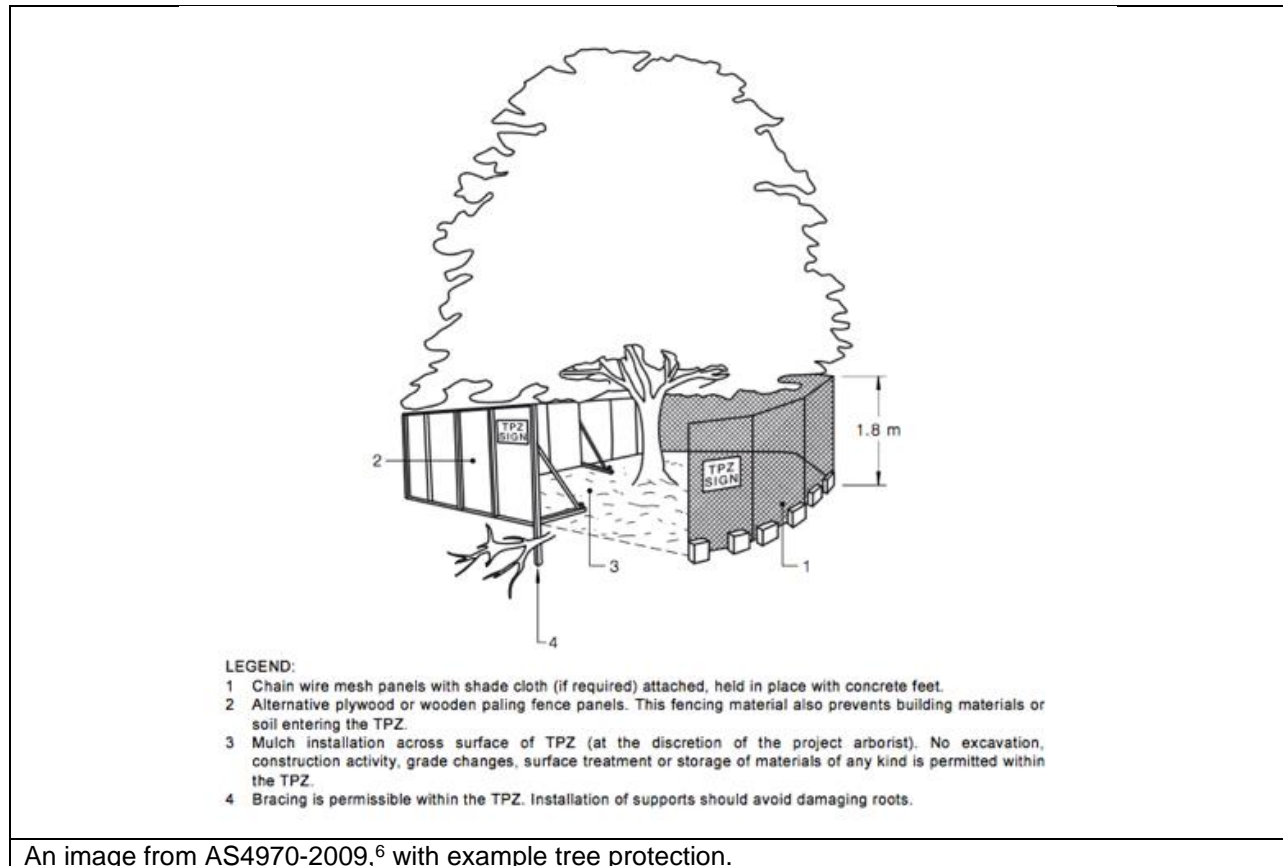 TPZ
SIGN
1.8 m
2
TPZ
SIGN
3
1
4
LEGEND:
1 Chain wire mesh panels with shade cloth (if required) attached, held in place with concrete feet.
2 Alternative plywood or wooden paling fence panels. This fencing material also prevents building materials or
soil entering the TPZ.
3 Mulch installation across surface of TPZ (at the discretion of the project arborist). No excavation,
construction activity, grade changes, surface treatment or storage of materials of any kind is permitted within
the TPZ.
4 Bracing is permissible within the TPZ. Installation of supports should avoid damaging roots.
An image from AS4970-2009,⁶ with example tree protection.